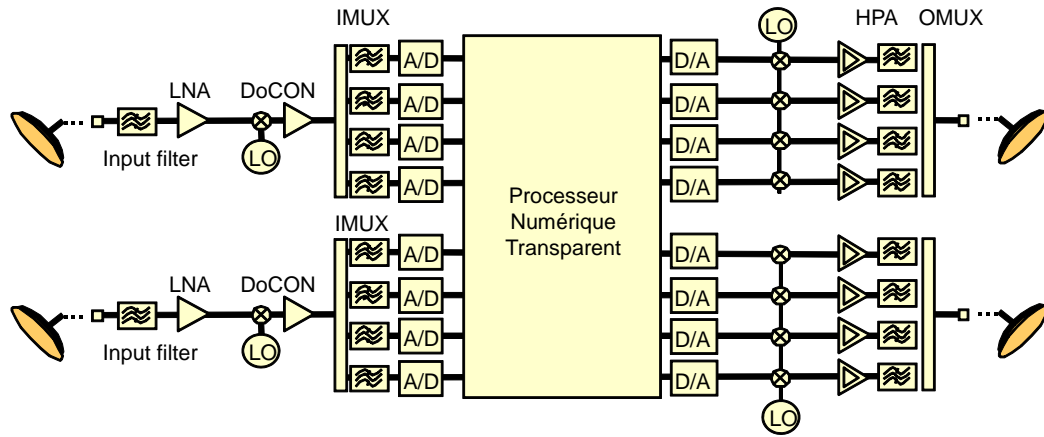 IMUX
HPA
OMUX
LO
A/D
D/A
LNA
DoCON
A/D
D/A
Input filter
LO
A/D
D/A
A/D
D/A
Processeur
Numérique
Transparent
IMUX
A/D
D/A
LNA
DoCON
A/D
D/A
Input filter
LO
A/D
D/A
A/D
D/A
LO